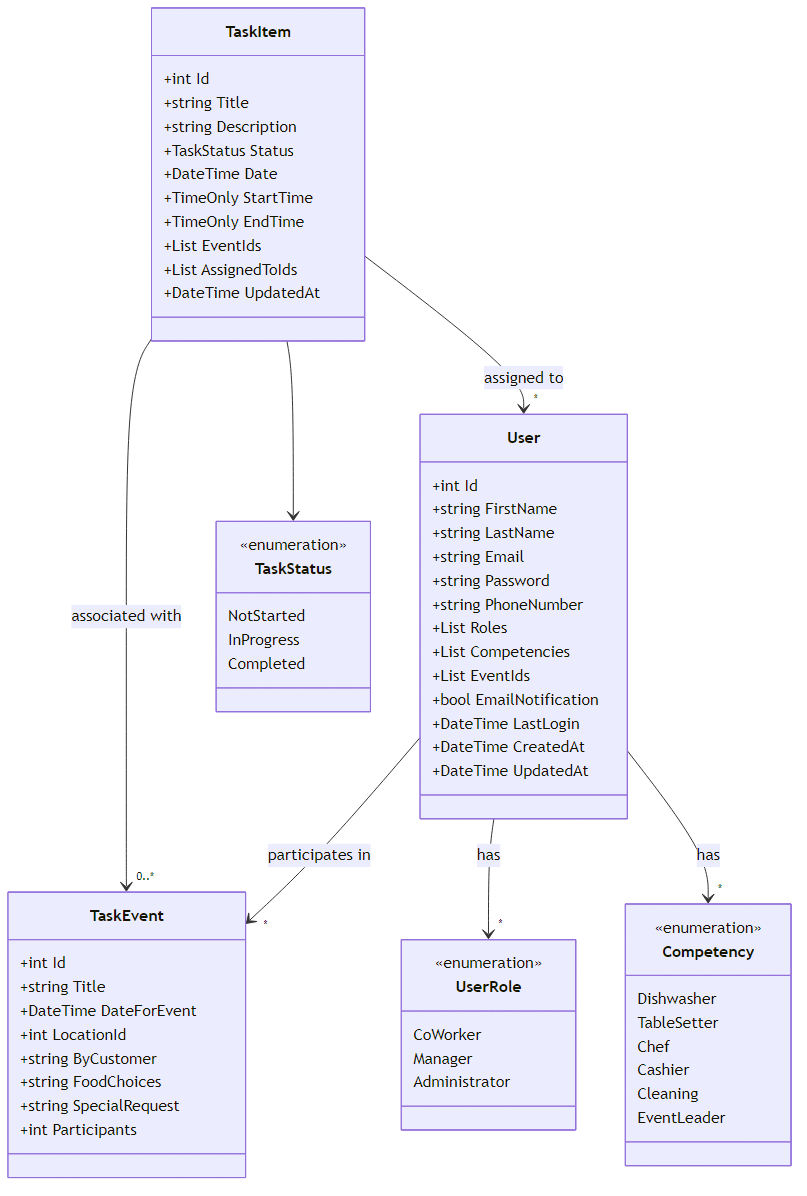 TaskItem
+int Id
+string Title
+string Description
+TaskStatus Status
+DateTime Date
+TimeOnly StartTime
+TimeOnly EndTime
+List EventIds
+List AssignedToIds
+DateTime UpdatedAt
assigned to
*
User
+int Id
+string FirstName
+string LastName
+string Email
+string Password
+string PhoneNumber
+List Roles
+List Competencies
+List EventIds
+bool EmailNotification
+DateTime LastLogin
+DateTime CreatedAt
+DateTime UpdatedAt
«enumeration»
TaskStatus
NotStarted
InProgress
Completed
associated with
0..*
participates in
*
has
*
has
*
TaskEvent
+int Id
+string Title
+DateTime DateForEvent
+int LocationId
+string ByCustomer
+string FoodChoices
+string SpecialRequest
+int Participants
«enumeration»
UserRole
CoWorker
Manager
Administrator
«enumeration»
Competency
Dishwasher
TableSetter
Chef
Cashier
Cleaning
EventLeader